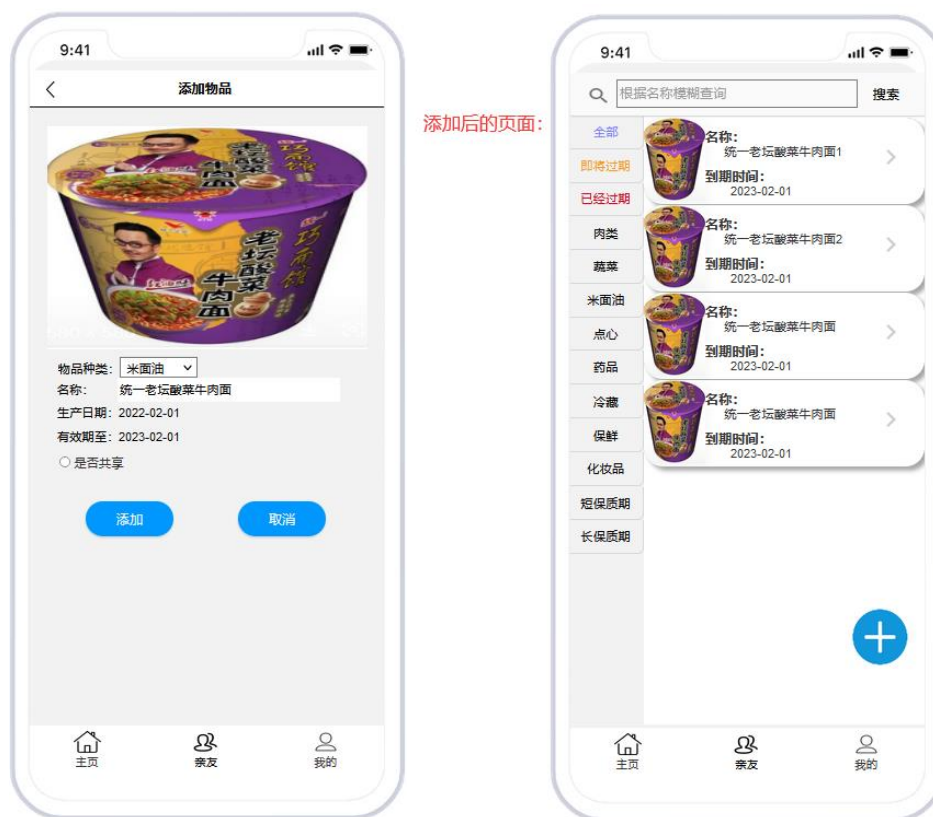 9:41
添加物品
老坛酸菜
牛肉面
巧面馆
老坛酸菜
牛肉面
巧面馆
物品种类： 米面油
名称： 统一老坛酸菜牛肉面
生产日期： 2022-02-01
有效期至： 2023-02-01
是否共享
添加
取消
主页
亲友
我的
添加后的页面：
9:41
根据名称模糊查询
搜索
全部
即将过期
已经过期
肉类
蔬菜
米面油
点心
药品
冷藏
保鲜
化妆品
短保质期
长保质期
名称：
统一老坛酸菜牛肉面1
到期时间：
2023-02-01
名称：
统一老坛酸菜牛肉面2
到期时间：
2023-02-01
名称：
统一老坛酸菜牛肉面
到期时间：
2023-02-01
名称：
统一老坛酸菜牛肉面
到期时间：
2023-02-01
主页
亲友
我的